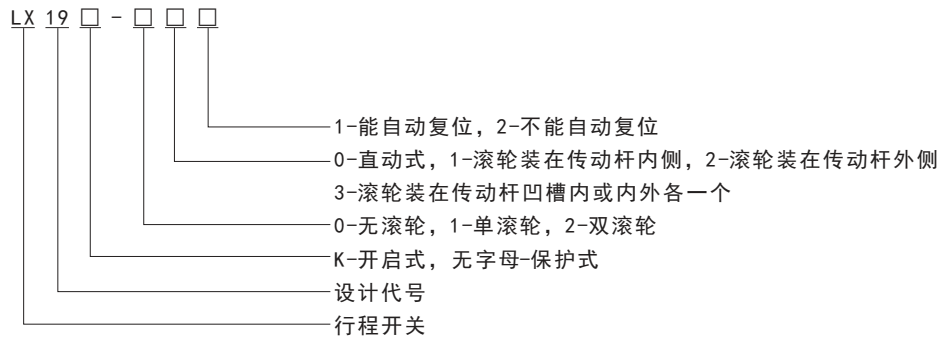 LX 19 □ - □ □ □
1-能自动复位，2-不能自动复位
0-直动式，1-滚轮装在传动杆内侧，2-滚轮装在传动杆外侧
3-滚轮装在传动杆凹槽内或内外各一个
0-无滚轮，1-单滚轮，2-双滚轮
K-开启式，无字母-保护式
设计代号
行程开关